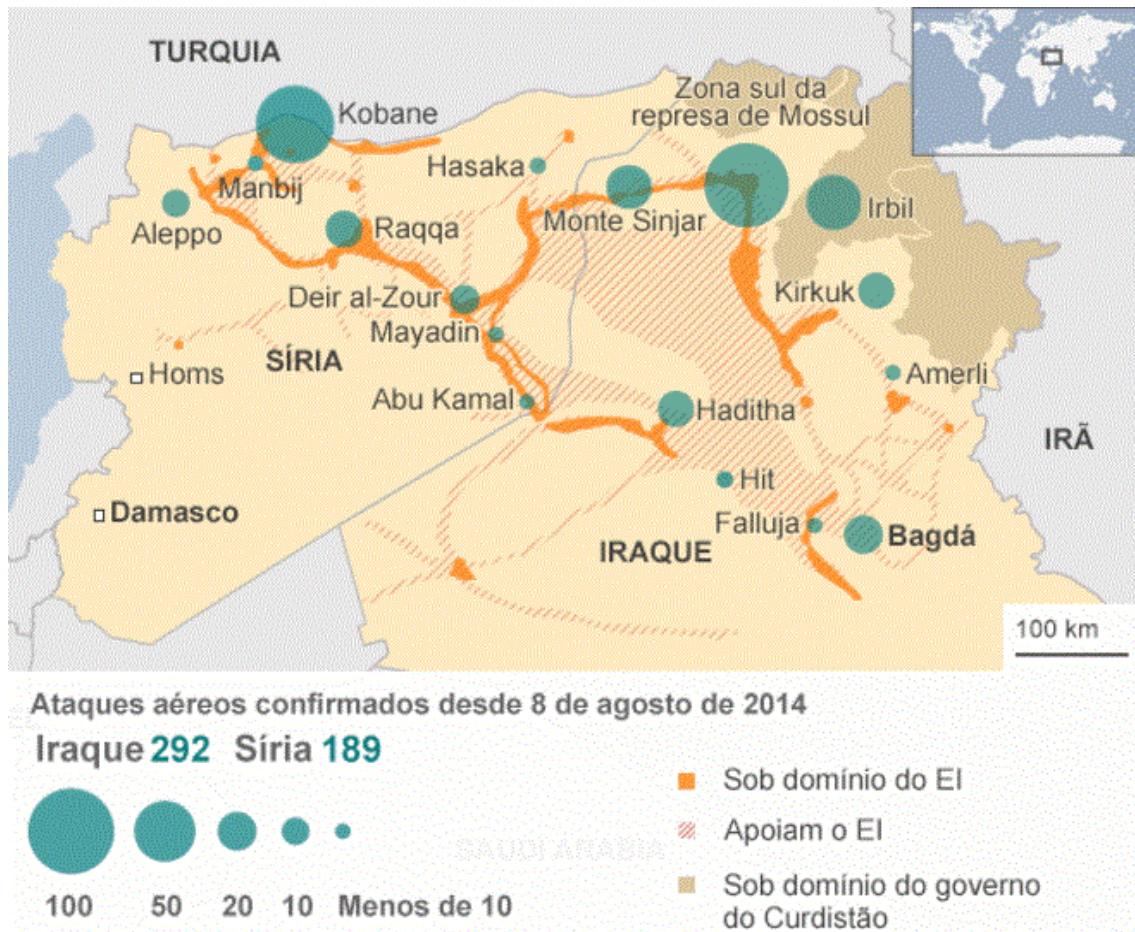 TURQUIA
Kobane
Zona sul da
represa de Mossul
Hasaka
Manbij
Aleppo
Raqqa
Monte Sinjar
Irbil
Deir al-Zour
Kirkuk
Mayadin
SÍRIA
Homs
Abu Kamal
Haditha
Amerli
IRÃ
Hit
Damasco
Falluja
Bagdá
IRAQUE
100 km
Ataques aéreos confirmados desde 8 de agosto de 2014
Iraque 292 Síria 189
100 50 20 10 Menos de 10
Sob domínio do EI
Apoiam o EI
SAUDI ARABIA
Sob domínio do governo
do Curdistão